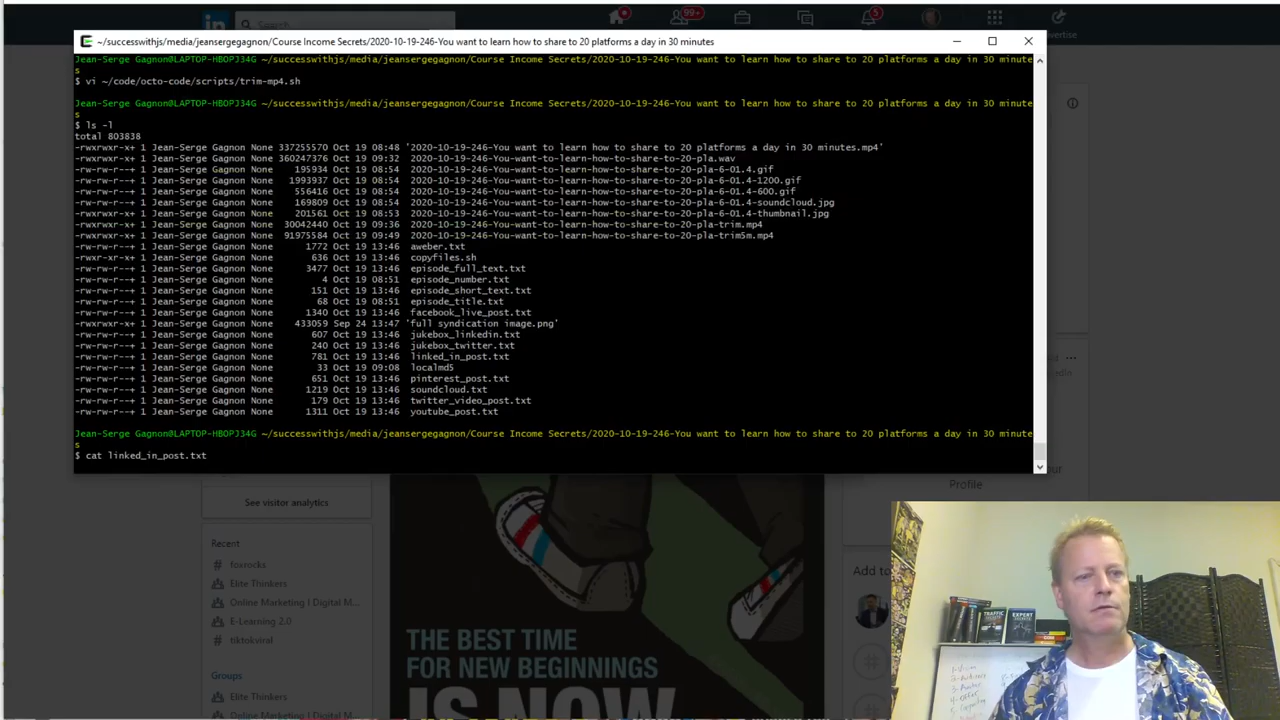 Search
99+
5
Advertise
~/successwithjs/media/jeansergegagnon/Course Income Secrets/2020-10-19-246-You want to learn how to share to 20 platforms a day in 30 minutes
Jean-Serge Gagnon@LAPTOP-HBOPJ34G ~/successwithjs/media/jeansergegagnon/Course Income Secrets/2020-10-19-246-You want to learn how to share to 20 platforms a day in 30 minute
s
$ vi ~/code/octo-code/scripts/trim-mp4.sh
Jean-Serge Gagnon@LAPTOP-HBOPJ34G ~/successwithjs/media/jeansergegagnon/Course Income Secrets/2020-10-19-246-You want to learn how to share to 20 platforms a day in 30 minute
s
$ ls -l
total 803838
-rwxrwxr-x+ 1 Jean-Serge Gagnon None 337255570 Oct 19 08:48 '2020-10-19-246-You want to learn how to share to 20 platforms a day in 30 minutes.mp4'
-rwxrwxr-x+ 1 Jean-Serge Gagnon None 360247376 Oct 19 09:32 2020-10-19-246-You-want-to-learn-how-to-share-to-20-pla.wav
-rw-rw-r--+ 1 Jean-Serge Gagnon None 195934 Oct 19 08:54 2020-10-19-246-You-want-to-learn-how-to-share-to-20-pla-6-01.4.gif
-rw-rw-r--+ 1 Jean-Serge Gagnon None 1993937 Oct 19 08:54 2020-10-19-246-You-want-to-learn-how-to-share-to-20-pla-6-01.4-1200.gif
-rw-rw-r--+ 1 Jean-Serge Gagnon None 556416 Oct 19 08:54 2020-10-19-246-You-want-to-learn-how-to-share-to-20-pla-6-01.4-600.gif
-rwxrwxr-x+ 1 Jean-Serge Gagnon None 169809 Oct 19 08:54 2020-10-19-246-You-want-to-learn-how-to-share-to-20-pla-6-01.4-soundcloud.jpg
-rwxrwxr-x+ 1 Jean-Serge Gagnon None 201561 Oct 19 08:53 2020-10-19-246-You-want-to-learn-how-to-share-to-20-pla-6-01.4-thumbnail.jpg
-rw-rw-r--+ 1 Jean-Serge Gagnon None 30042440 Oct 19 09:36 2020-10-19-246-You-want-to-learn-how-to-share-to-20-pla-trim.mp4
-rw-rw-r--+ 1 Jean-Serge Gagnon None 91975584 Oct 19 09:49 2020-10-19-246-You-want-to-learn-how-to-share-to-20-pla-trim5m.mp4
-rw-rw-r--+ 1 Jean-Serge Gagnon None 1772 Oct 19 13:46 aweber.txt
-rwxr-xr-x+ 1 Jean-Serge Gagnon None 636 Oct 19 13:46 copyfiles.sh
-rw-rw-r--+ 1 Jean-Serge Gagnon None 3477 Oct 19 13:46 episode_full_text.txt
-rw-rw-r--+ 1 Jean-Serge Gagnon None 4 Oct 19 08:51 episode_number.txt
-rw-rw-r--+ 1 Jean-Serge Gagnon None 151 Oct 19 13:46 episode_short_text.txt
-rw-rw-r--+ 1 Jean-Serge Gagnon None 68 Oct 19 08:51 episode_title.txt
-rw-rw-r--+ 1 Jean-Serge Gagnon None 1340 Oct 19 13:46 facebook_live_post.txt
-rwxrwxr-x+ 1 Jean-Serge Gagnon None 433059 Sep 24 13:47 'full syndication image.png'
-rw-rw-r--+ 1 Jean-Serge Gagnon None 607 Oct 19 13:46 jukebox_linkedin.txt
-rw-rw-r--+ 1 Jean-Serge Gagnon None 240 Oct 19 13:46 jukebox_twitter.txt
-rw-rw-r--+ 1 Jean-Serge Gagnon None 781 Oct 19 13:46 linked_in_post.txt
-rw-rw-r--+ 1 Jean-Serge Gagnon None 33 Oct 19 09:08 localmd5
-rw-rw-r--+ 1 Jean-Serge Gagnon None 651 Oct 19 13:46 pinterest_post.txt
-rw-rw-r--+ 1 Jean-Serge Gagnon None 1219 Oct 19 13:46 soundcloud.txt
-rw-rw-r--+ 1 Jean-Serge Gagnon None 179 Oct 19 13:46 twitter_video_post.txt
-rw-rw-r--+ 1 Jean-Serge Gagnon None 1311 Oct 19 13:46 youtube_post.txt
Jean-Serge Gagnon@LAPTOP-HBOPJ34G ~/successwithjs/media/jeansergegagnon/Course Income Secrets/2020-10-19-246-You want to learn how to share to 20 platforms a day in 30 minute
s
$ cat linked_in_post.txt
Profile
See visitor analytics
Recent
# foxrocks
Elite Thinkers
Online Marketing | Digital M...
E-Learning 2.0
# tiktokviral
Groups
Elite Thinkers
Online Marketing | Digital M...
THE BEST TIME
FOR NEW BEGINNINGS
IS NOW
Add to
TRAFFIC
SECRETS
EXPERT
SECRETS